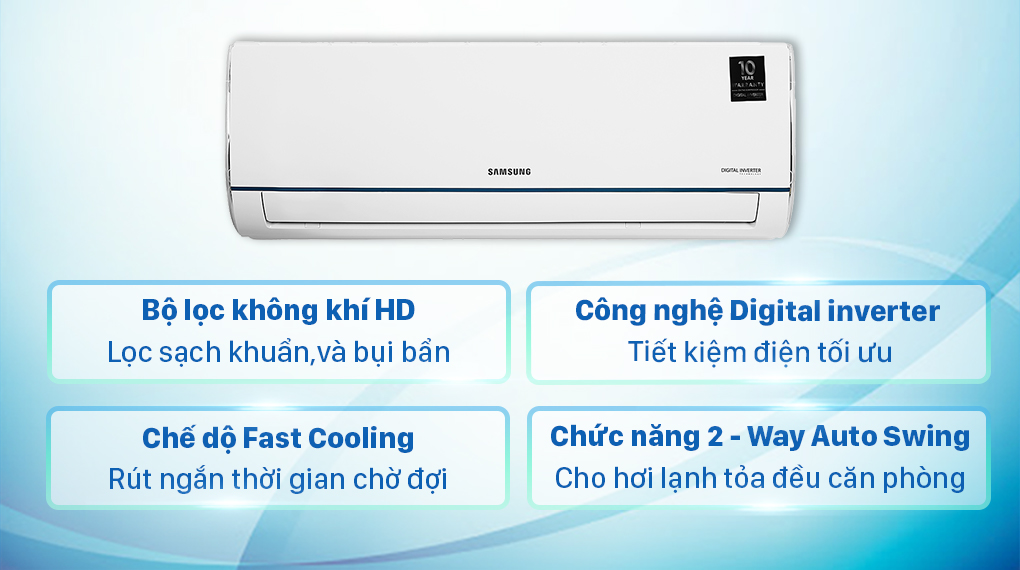 10
YEAR
WARRANTY
SAMSUNG
DIGITAL INVERTER
TECHNOLOGY
Bộ lọc không khí HD
Lọc sạch khuẩn,và bụi bẩn
Công nghệ Digital inverter
Tiết kiệm điện tối ưu
Chế dộ Fast Cooling
Rút ngắn thời gian chờ đợi
Chức năng 2 - Way Auto Swing
Cho hơi lạnh tỏa đều căn phòng